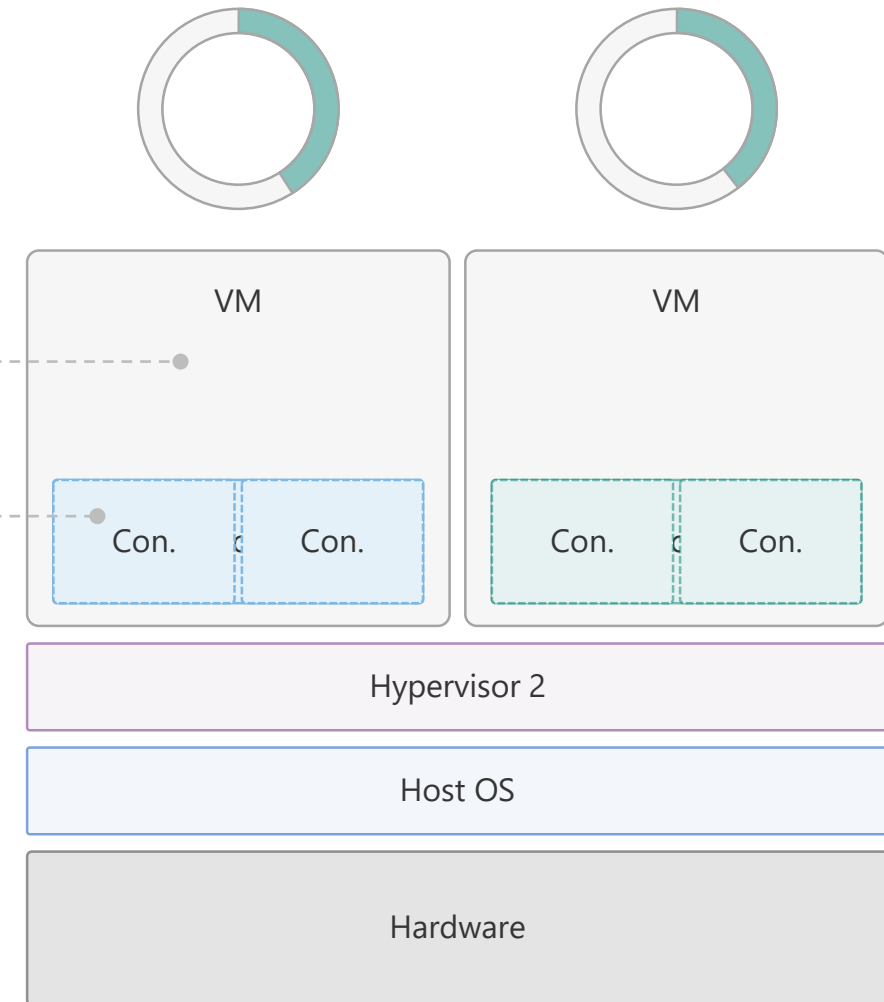 VM
VM
Con.
Con.
Con.
Con.
Hypervisor 2
Host OS
Hardware